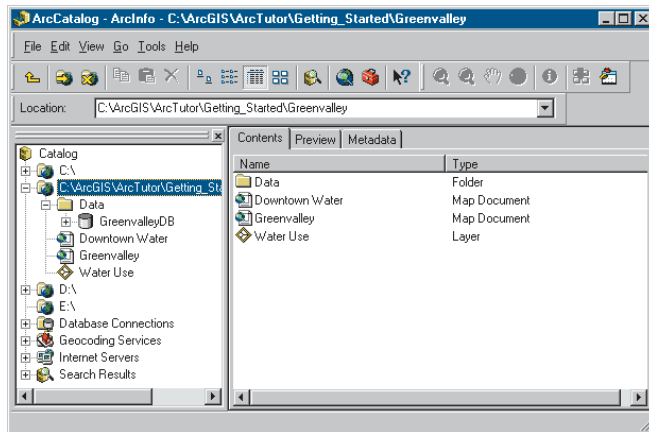 ArcCatalog - ArcInfo - C:\ArcGIS\ArcTutor\Getting_Started\Greenvalley
File Edit View Go Tools Help
Location: C:\ArcGIS\ArcTutor\Getting_Started\Greenvalley
Catalog
C:\
C:\ArcGIS\ArcTutor\Getting_Sta
Data
GreenvalleyDB
Downtown Water
Greenvalley
Water Use
D:\
E:\
Database Connections
Geocoding Services
Internet Servers
Search Results
Contents Preview Metadata
Name Type
Data Folder
Downtown Water Map Document
Greenvalley Map Document
Water Use Layer